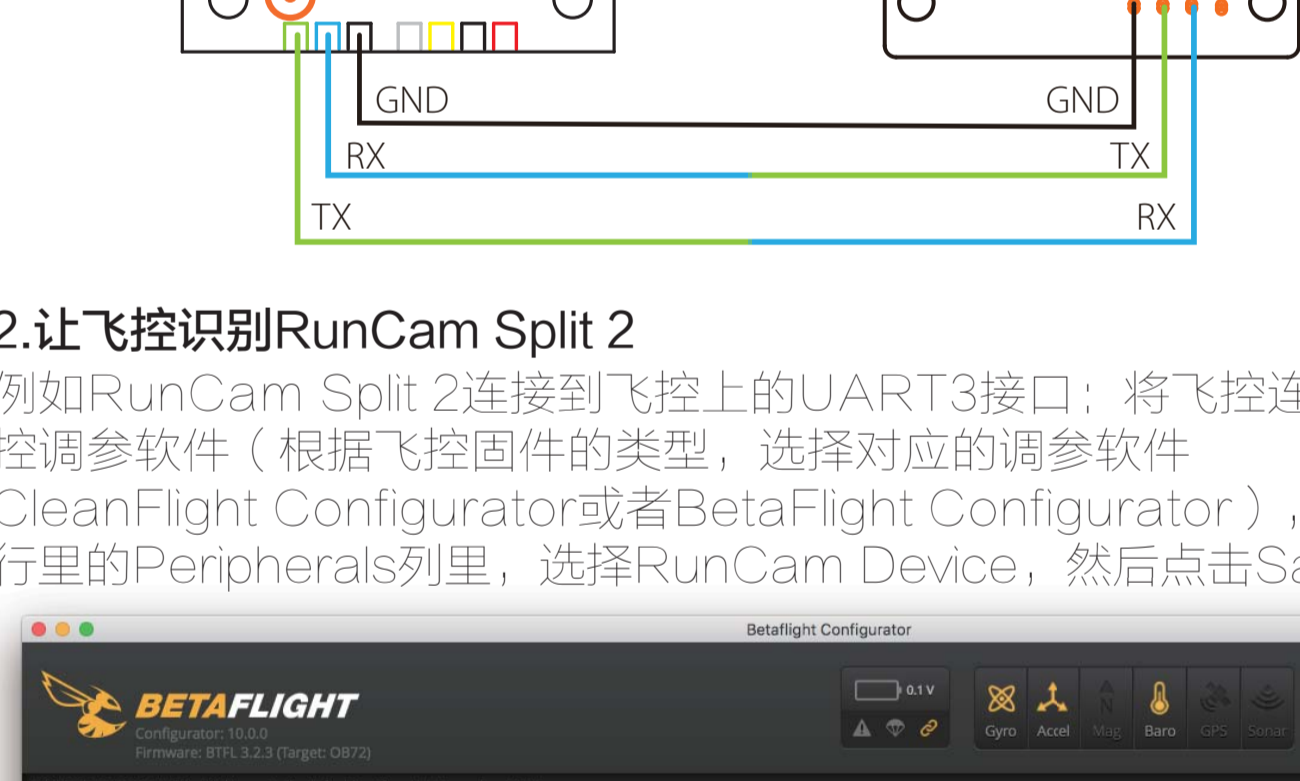 GND GND
RX TX
TX RX
2.让飞控识别RunCam Split 2
例如RunCam Split 2连接到飞控上的UART3接口；将飞控连
控调参软件（根据飞控固件的类型，选择对应的调参软件
CleanFlight Configurator或者BetaFlight Configurator），
行里的Peripherals列里，选择RunCam Device，然后点击Sa
Betaflight Configurator
BETAFLIGHT
Configurator: 10.0.0
Firmware: BTFL 3.2.3 (Target: OB72)
0.1 V
N
Gyro Accel Mag Baro GPS Sonar